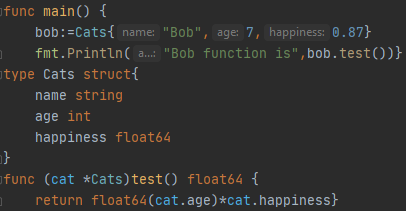 func main() {
bob:=Cats{ name: "Bob", age: 7, happiness: 0.87}
fmt.Println( a...: "Bob function is",bob.test())}
type Cats struct{
name string
age int
happiness float64
}
func (cat *Cats)test() float64 {
return float64(cat.age)*cat.happiness}